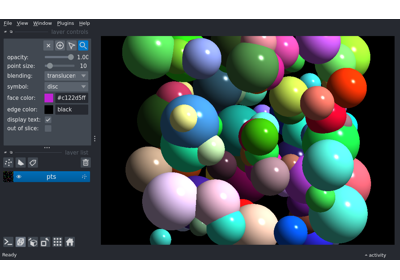 File View Window Plugins Help
layer controls
opacity: 1.00
point size: 10
blending: translucen
symbol: disc
face color: #c122d5ff
edge color: black
display text:
out of slice:
layer list
pts
Ready
activity